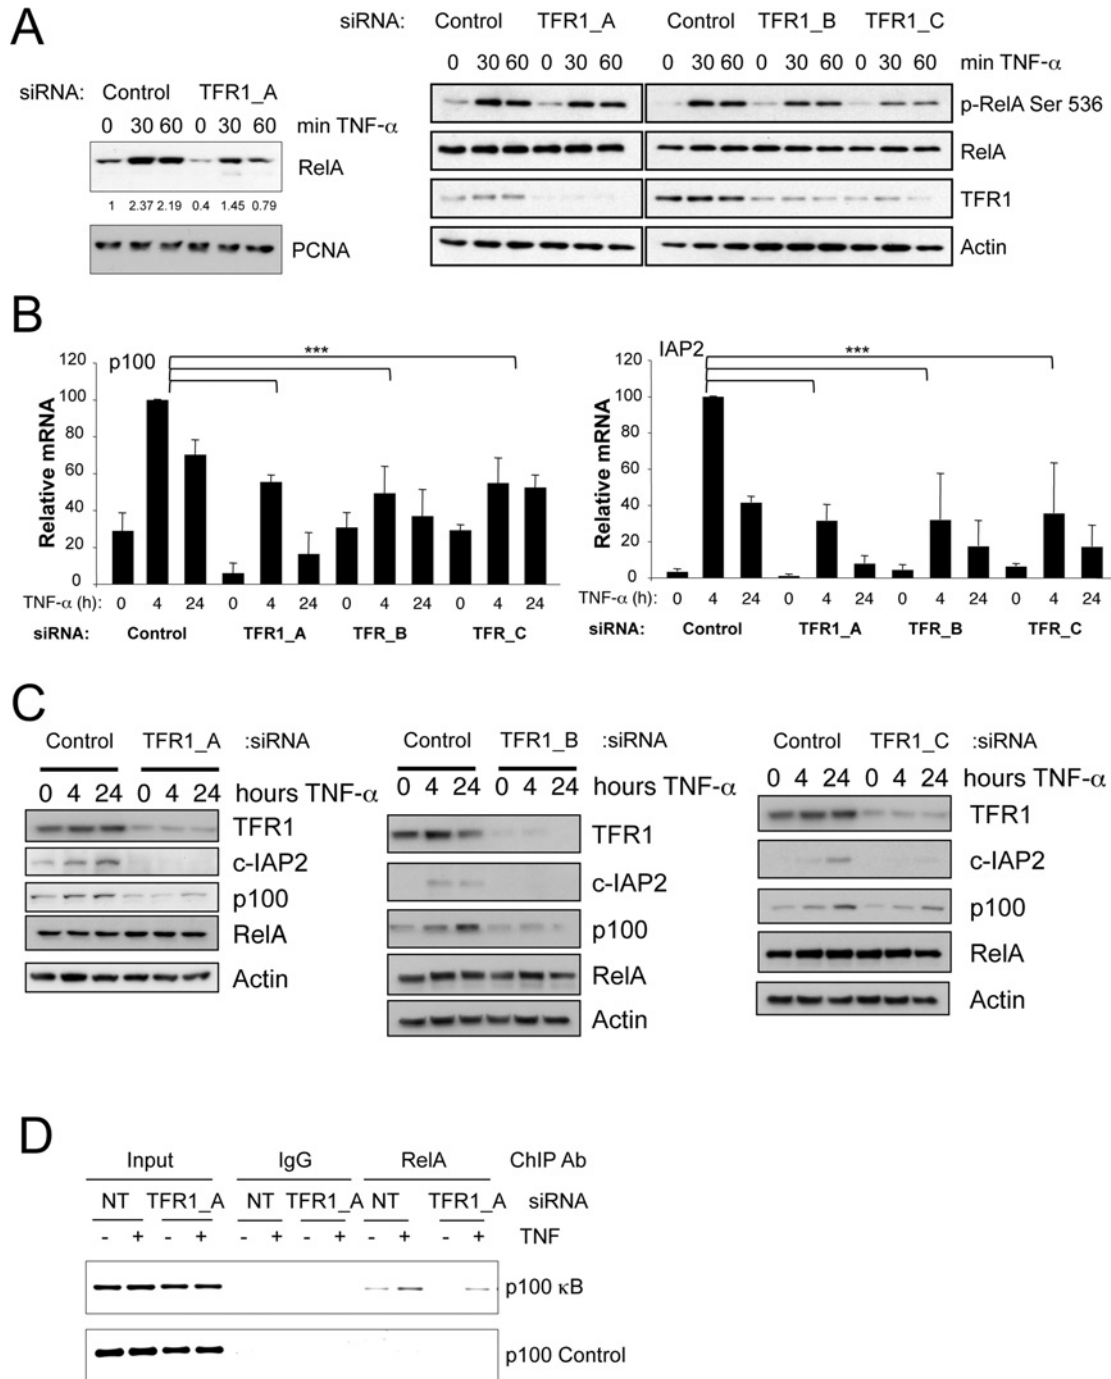 A
siRNA: Control TFR1_A
0 30 60 0 30 60 min TNF-α
RelA
1 2.37 2.19 0.4 1.45 0.79
PCNA
siRNA: Control TFR1_A Control TFR1_B TFR1_C
0 30 60 0 30 60 0 30 60 0 30 60 0 30 60 min TNF-α
p-RelA Ser 536
RelA
TFR1
Actin
B
p100
***
Relative mRNA
120
100
80
60
40
20
0
TNF-α (h): 0 4 24 0 4 24 0 4 24 0 4 24
siRNA: Control TFR1_A TFR_B TFR_C
IAP2
***
Relative mRNA
120
100
80
60
40
20
0
TNF-α (h): 0 4 24 0 4 24 0 4 24 0 4 24
siRNA: Control TFR1_A TFR_B TFR_C
C
Control TFR1_A :siRNA
0 4 24 0 4 24 hours TNF-α
TFR1
c-IAP2
p100
RelA
Actin
Control TFR1_B :siRNA
0 4 24 0 4 24 hours TNF-α
TFR1
c-IAP2
p100
RelA
Actin
Control TFR1_C :siRNA
0 4 24 0 4 24 hours TNF-α
TFR1
c-IAP2
p100
RelA
Actin
D
Input IgG RelA ChIP Ab
NT TFR1_A NT TFR1_A NT TFR1_A siRNA
- + - + - + - + - + - + TNF
p100 κB
p100 Control